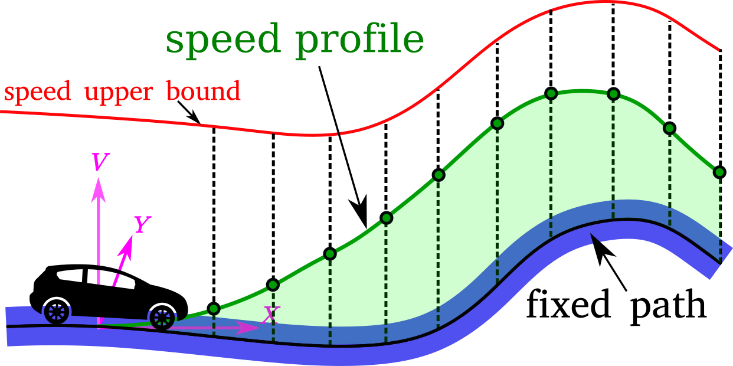 speed profile
speed upper bound
V
Y
X
fixed path